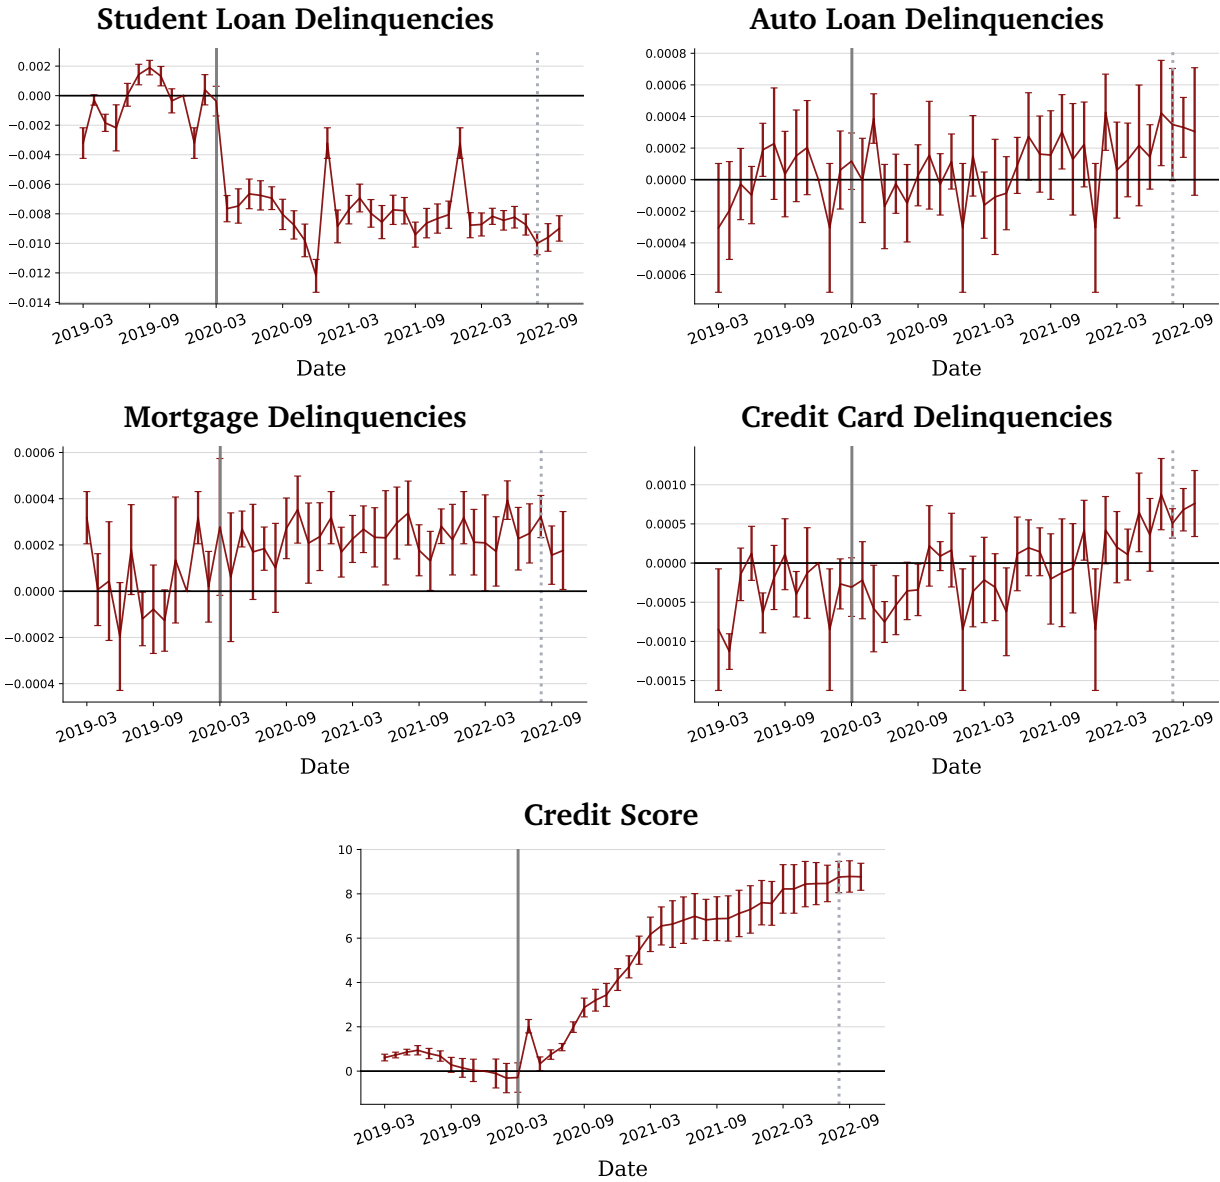 Student Loan Delinquencies
0.002
0.000
−0.002
−0.004
−0.006
−0.008
−0.010
−0.012
−0.014
2019-03 2019-09 2020-03 2020-09 2021-03 2021-09 2022-03 2022-09
Date
Auto Loan Delinquencies
0.0008
0.0006
0.0004
0.0002
0.0000
−0.0002
−0.0004
−0.0006
2019-03 2019-09 2020-03 2020-09 2021-03 2021-09 2022-03 2022-09
Date
Mortgage Delinquencies
0.0006
0.0004
0.0002
0.0000
−0.0002
−0.0004
2019-03 2019-09 2020-03 2020-09 2021-03 2021-09 2022-03 2022-09
Date
Credit Card Delinquencies
0.0010
0.0005
0.0000
−0.0005
−0.0010
−0.0015
2019-03 2019-09 2020-03 2020-09 2021-03 2021-09 2022-03 2022-09
Date
Credit Score
10
8
6
4
2
0
2019-03 2019-09 2020-03 2020-09 2021-03 2021-09 2022-03 2022-09
Date